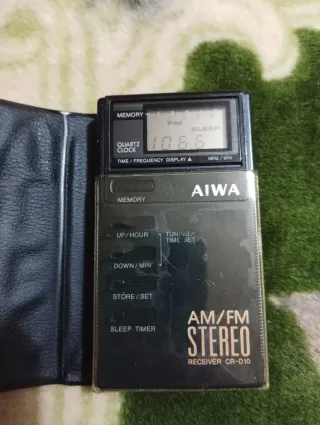 MEMORY
SLEEP
1066
QUARTZ
CLOCK
TIME / FREQUENCY DISPLAY ▲ MHz / kHz
AIWA
MEMORY
UP/HOUR
TUNING/
TIME SET
DOWN/MIN
STORE/SET
SLEEP TIMER
AM/FM
STEREO
RECEIVER CR-D10